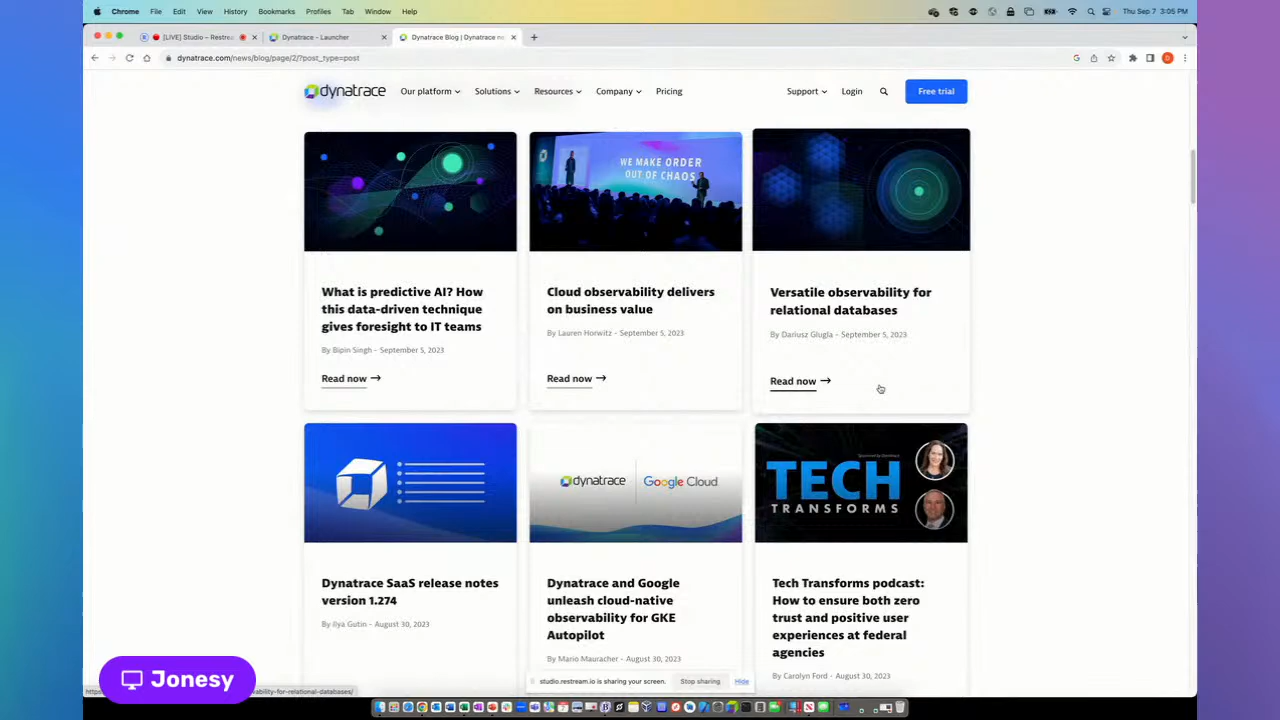 Chrome File Edit View History Bookmarks Profiles Tab Window Help
Thu Sep 7 3:05 PM
[LIVE] Studio – Restrea
Dynatrace - Launcher
Dynatrace Blog | Dynatrace ne
dynatrace.com/news/blog/page/2/?post_type=post
dynatrace Our platform Solutions Resources Company Pricing Support Login Free trial
WE MAKE ORDER
OUT OF CHAOS
What is predictive AI? How
this data-driven technique
gives foresight to IT teams
By Bipin Singh - September 5, 2023
Read now
Cloud observability delivers
on business value
By Lauren Horwitz - September 5, 2023
Read now
Versatile observability for
relational databases
By Dariusz Glugla - September 5, 2023
Read now
dynatrace Google Cloud
TECH
TRANSFORMS
Dynatrace SaaS release notes
version 1.274
By Ilya Gutin - August 30, 2023
Dynatrace and Google
unleash cloud-native
observability for GKE
Autopilot
By Mario Mauracher - August 30, 2023
Tech Transforms podcast:
How to ensure both zero
trust and positive user
experiences at federal
agencies
By Carolyn Ford - August 30, 2023
Jonesy
studio.restream.io is sharing your screen. Stop sharing Hide
ability-for-relational-databases/